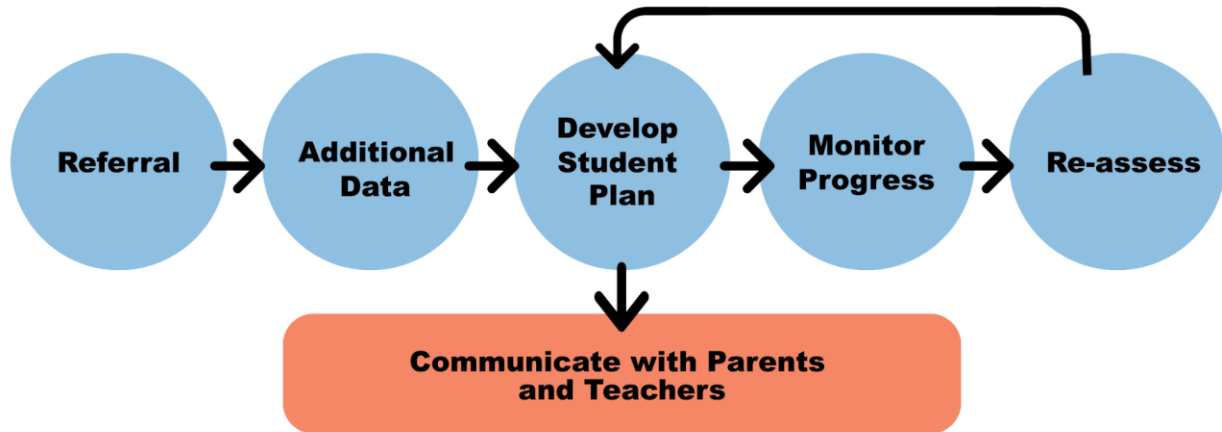 Referral
Additional
Data
Develop
Student
Plan
Monitor
Progress
Re-assess
Communicate with Parents
and Teachers